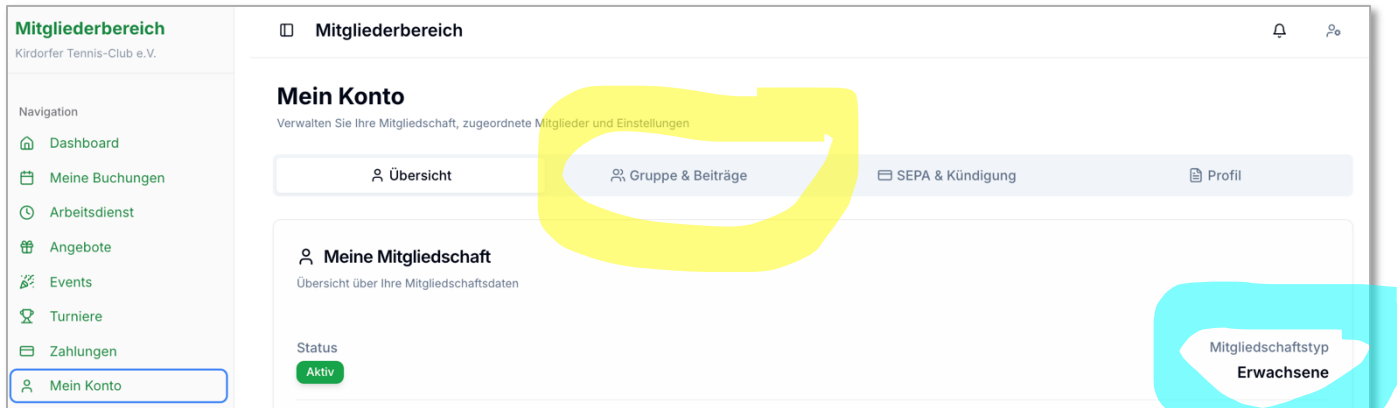 Mitgliederbereich
Kirdorfer Tennis-Club e.V.
Navigation
Dashboard
Meine Buchungen
Arbeitsdienst
Angebote
Events
Turniere
Zahlungen
Mein Konto
Mitgliederbereich
Mein Konto
Verwalten Sie Ihre Mitgliedschaft, zugeordnete Mitglieder und Einstellungen
Übersicht
Gruppe & Beiträge
SEPA & Kündigung
Profil
Meine Mitgliedschaft
Übersicht über Ihre Mitgliedschaftsdaten
Status
Aktiv
Mitgliedschaftstyp
Erwachsene